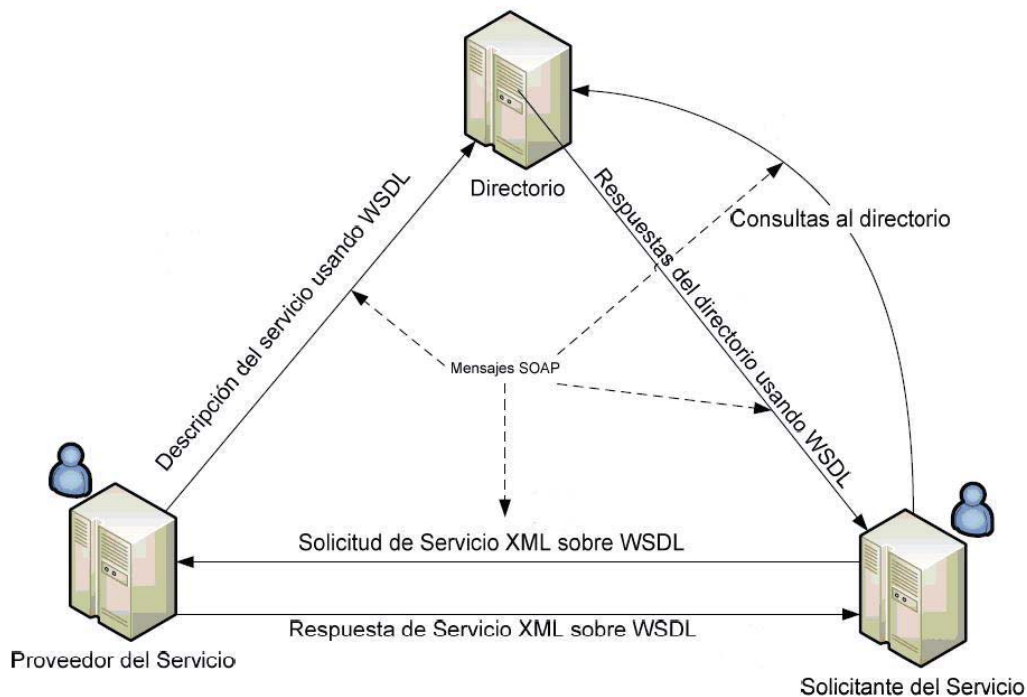 Directorio
Consultas al directorio
Descripción del servicio usando WSDL
Respuestas del directorio usando WSDL
Mensajes SOAP
Solicitud de Servicio XML sobre WSDL
Respuesta de Servicio XML sobre WSDL
Proveedor del Servicio
Solicitante del Servicio